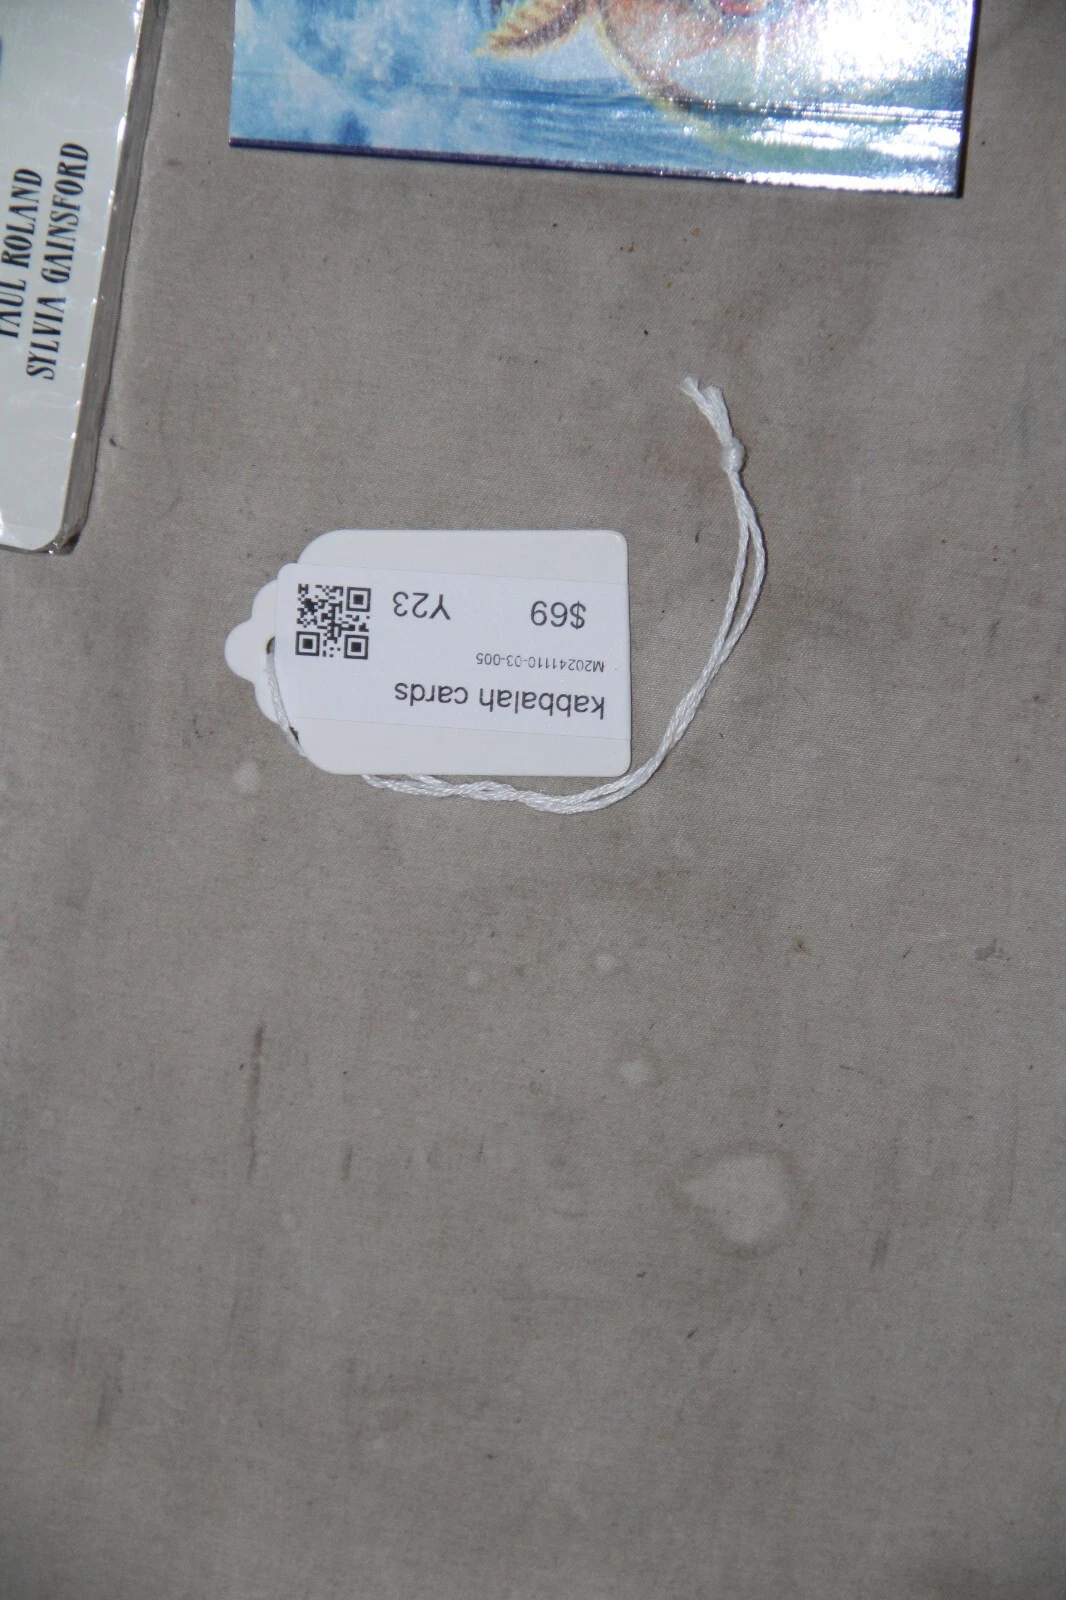 PAUL ROLAND
SYLVIA GAINSFORD
kabbalah cards
M20241110-03-005
$69 Y23